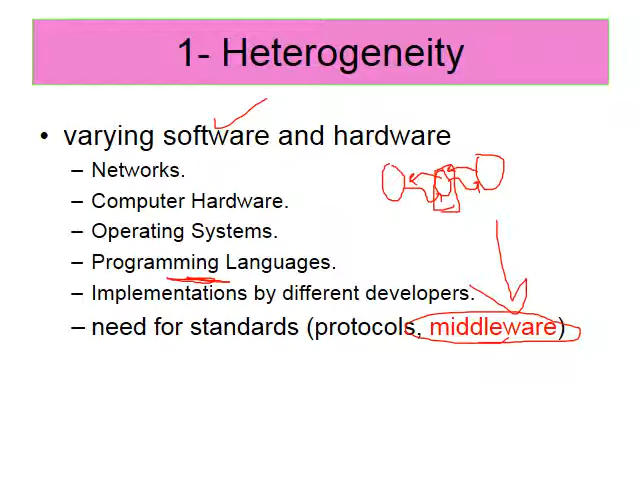 1- Heterogeneity
• varying software and hardware
– Networks.
– Computer Hardware.
– Operating Systems.
– Programming Languages.
– Implementations by different developers.
– need for standards (protocols, middleware)